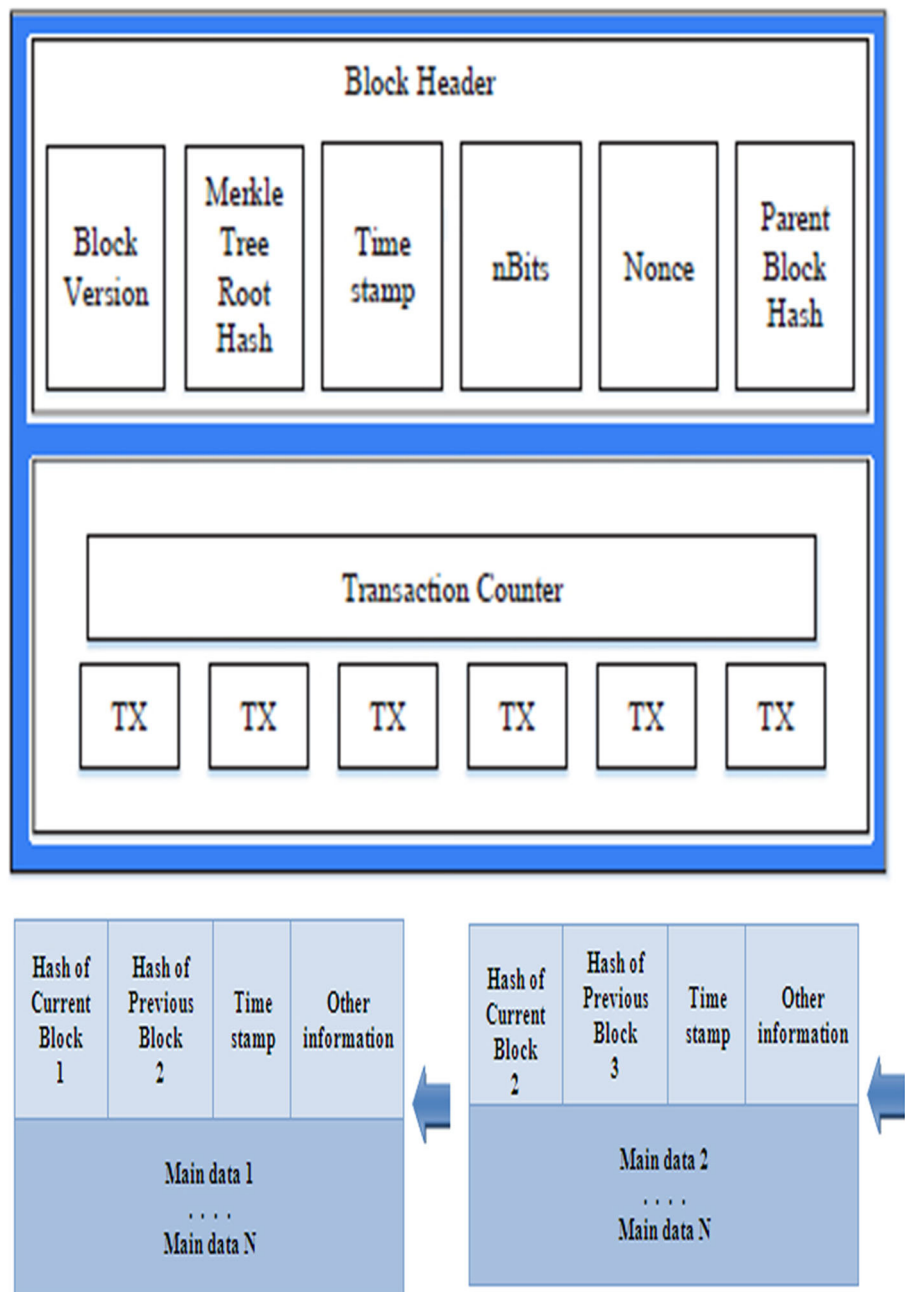 Block Header
Block
Version
Merkle
Tree
Root
Hash
Time
stamp
nBits
Nonce
Parent
Block
Hash
Transaction Counter
TX
TX
TX
TX
TX
TX
Hash of
Current
Block
1
Hash of
Previous
Block
2
Time
stamp
Other
information
Main data 1
. . . .
Main data N
Hash of
Current
Block
2
Hash of
Previous
Block
3
Time
stamp
Other
information
Main data 2
. . . .
Main data N